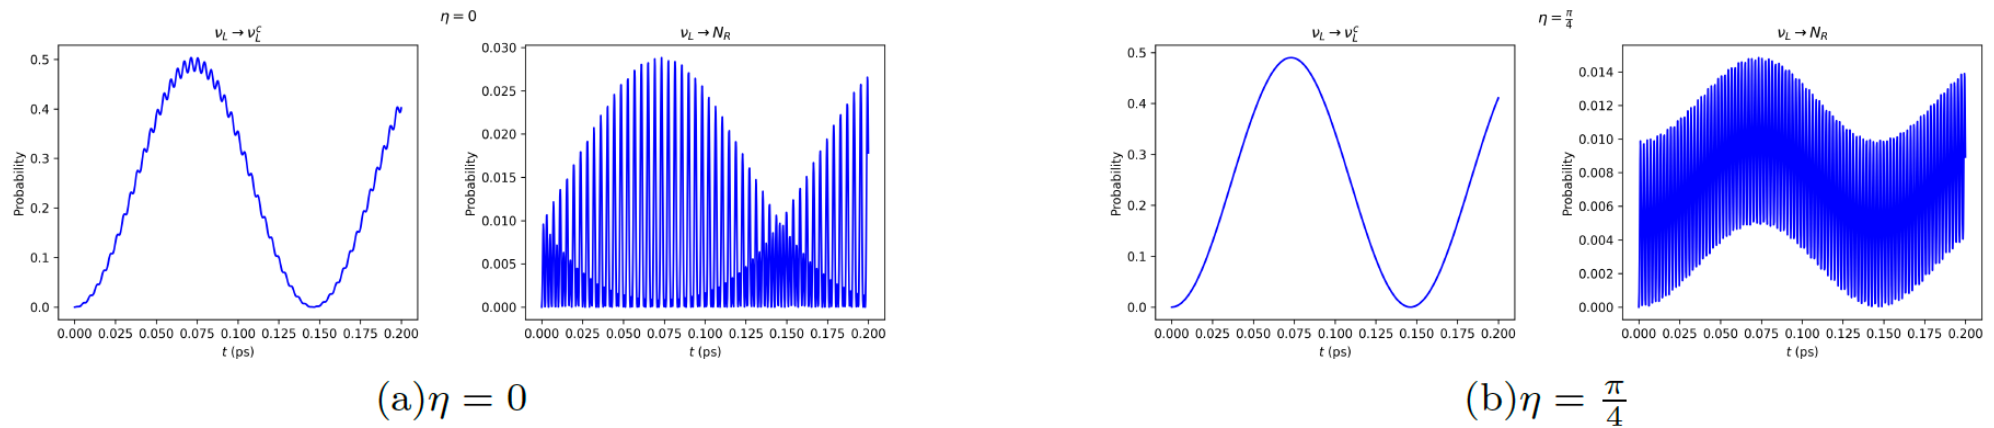 η = 0
ν_L → ν_L^c
Probability
0.5
0.4
0.3
0.2
0.1
0.0
0.000 0.025 0.050 0.075 0.100 0.125 0.150 0.175 0.200
t (ps)
ν_L → N_R
Probability
0.030
0.025
0.020
0.015
0.010
0.005
0.000
0.000 0.025 0.050 0.075 0.100 0.125 0.150 0.175 0.200
t (ps)
(a)η = 0
η = π/4
ν_L → ν_L^c
Probability
0.5
0.4
0.3
0.2
0.1
0.0
0.000 0.025 0.050 0.075 0.100 0.125 0.150 0.175 0.200
t (ps)
ν_L → N_R
Probability
0.014
0.012
0.010
0.008
0.006
0.004
0.002
0.000
0.000 0.025 0.050 0.075 0.100 0.125 0.150 0.175 0.200
t (ps)
(b)η = π/4